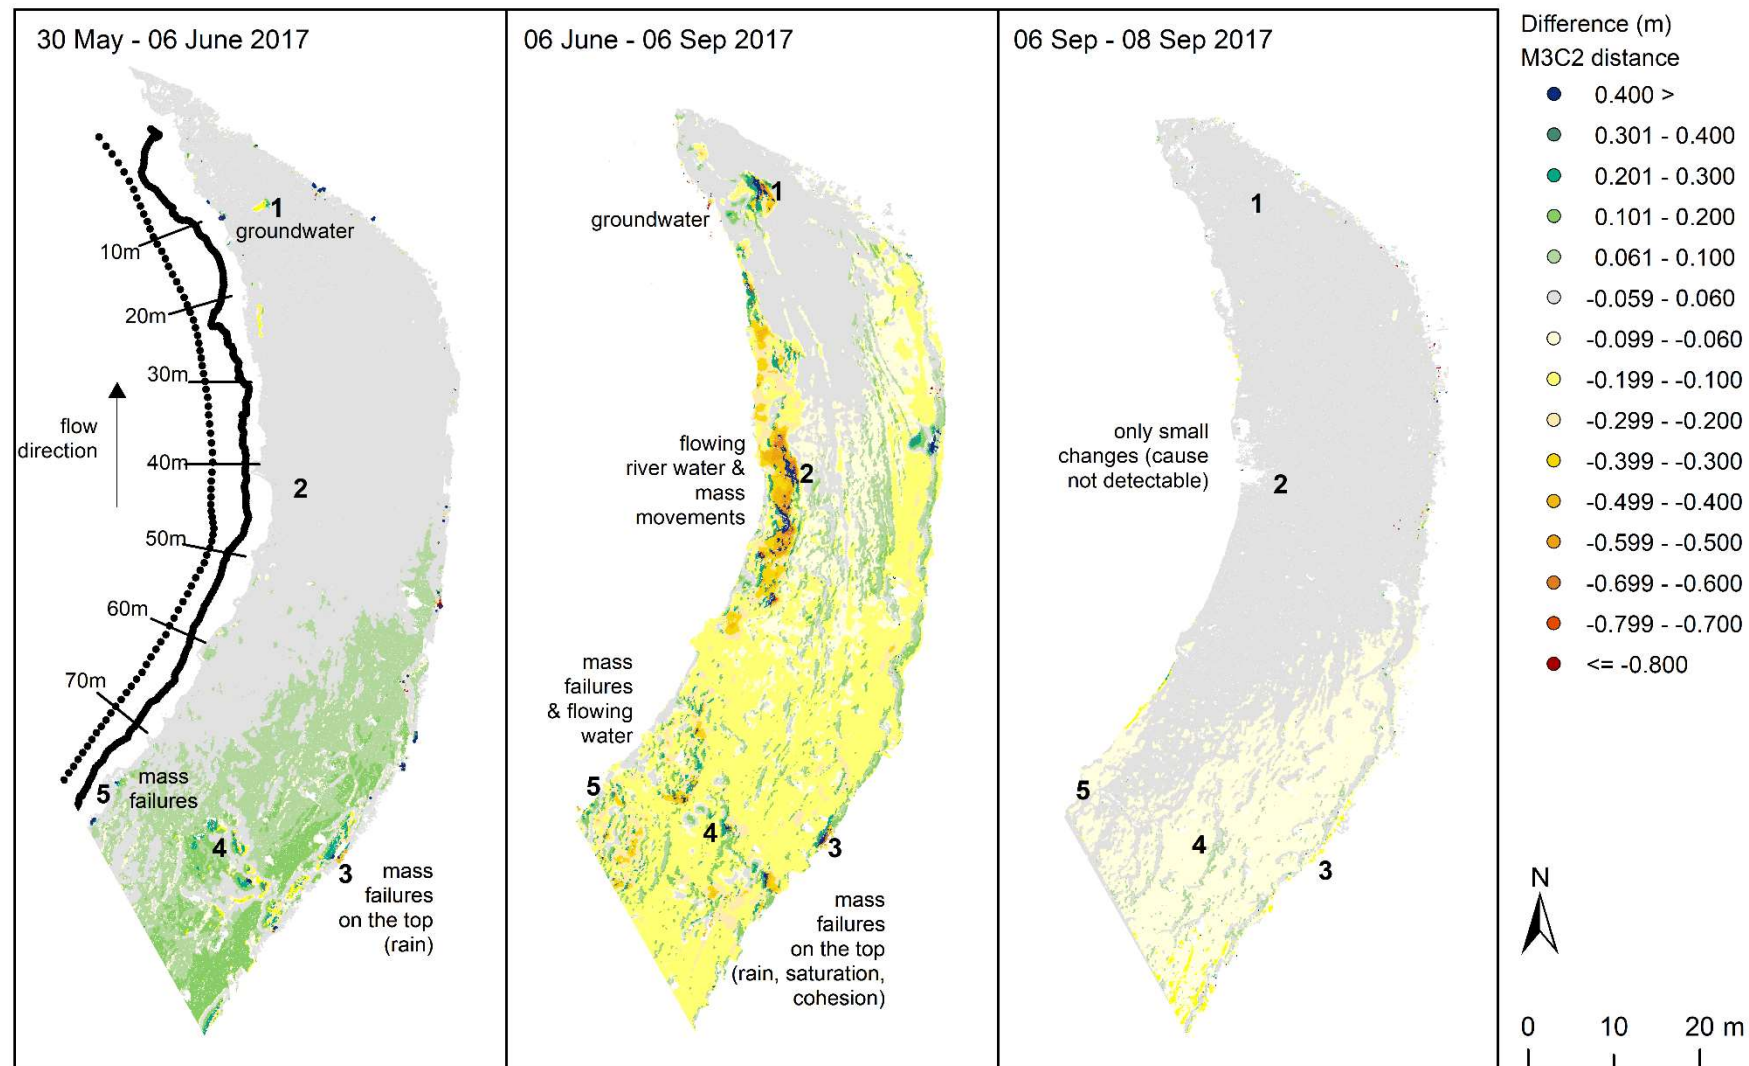 30 May - 06 June 2017
1
groundwater
10m
20m
30m
flow
direction
40m
2
50m
60m
70m
5
mass
failures
4
3
mass
failures
on the top
(rain)
06 June - 06 Sep 2017
1
groundwater
flowing
river water &
mass
movements
2
mass
failures
& flowing
water
5
4
3
mass
failures
on the top
(rain, saturation,
cohesion)
06 Sep - 08 Sep 2017
1
only small
changes (cause
not detectable)
2
5
4
3
Difference (m)
M3C2 distance
0.400 >
0.301 - 0.400
0.201 - 0.300
0.101 - 0.200
0.061 - 0.100
-0.059 - 0.060
-0.099 - -0.060
-0.199 - -0.100
-0.299 - -0.200
-0.399 - -0.300
-0.499 - -0.400
-0.599 - -0.500
-0.699 - -0.600
-0.799 - -0.700
<= -0.800
N
0 10 20 m